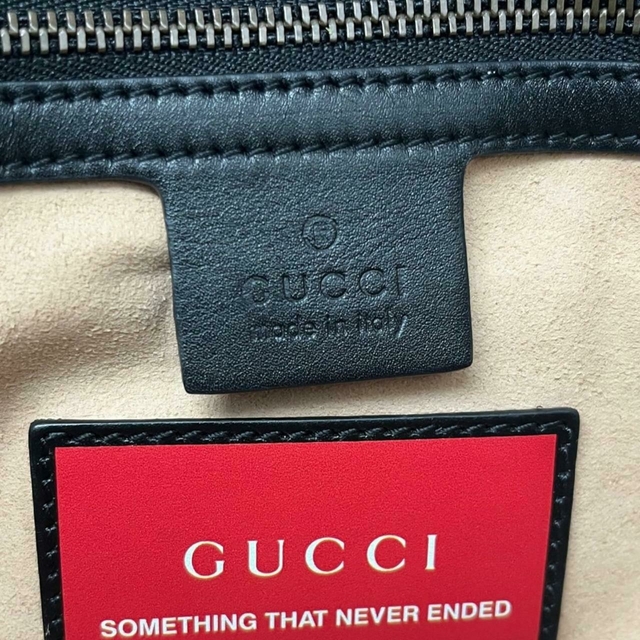 GUCCI
made in italy
GUCCI
SOMETHING THAT NEVER ENDED